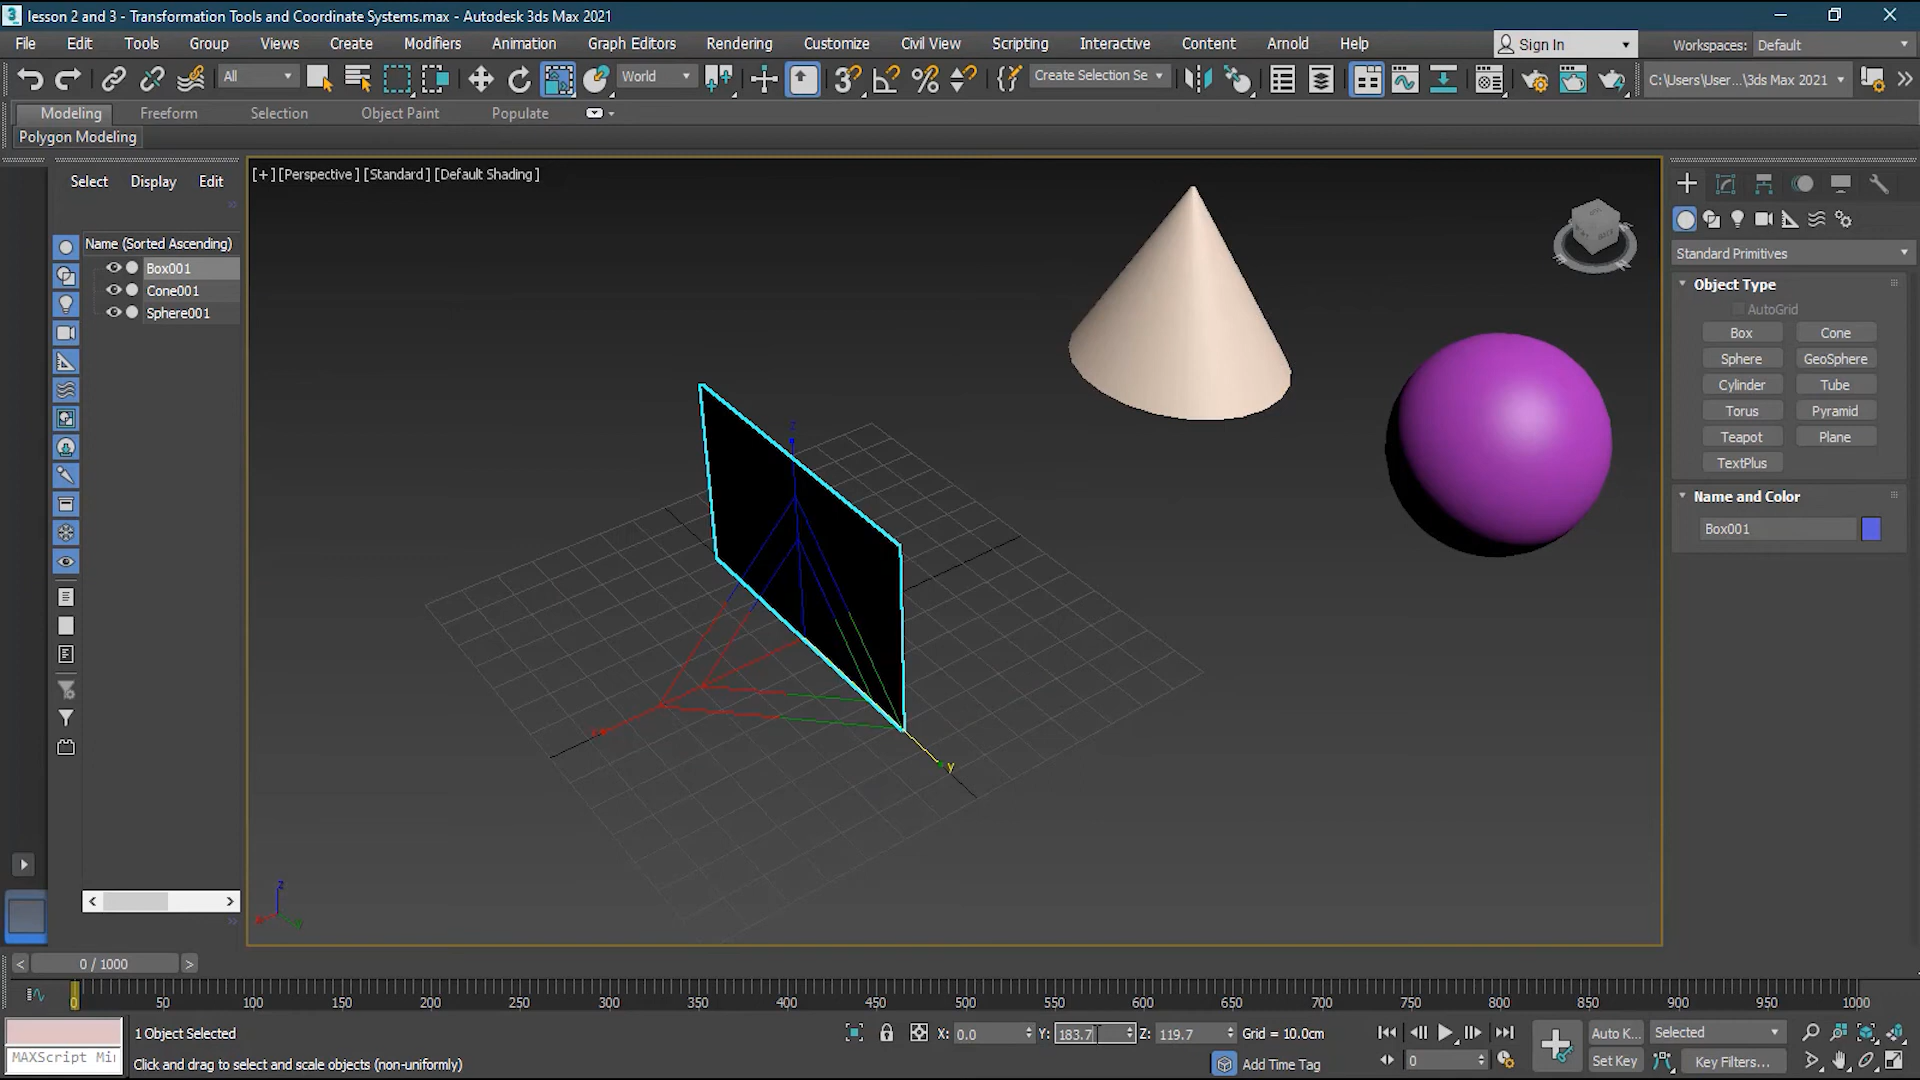 lesson 2 and 3 - Transformation Tools and Coordinate Systems.max - Autodesk 3ds Max 2021
File Edit Tools Group Views Create Modifiers Animation Graph Editors Rendering Customize Civil View Scripting Interactive Content Arnold Help Sign In Workspaces: Default
All World Create Selection Se C:\Users\User...\3ds Max 2021
Modeling Freeform Selection Object Paint Populate
Polygon Modeling
Select Display Edit
[+] [Perspective] [Standard] [Default Shading]
Name (Sorted Ascending)
Box001
Cone001
Sphere001
Standard Primitives
Object Type
AutoGrid
Box Cone
Sphere GeoSphere
Cylinder Tube
Torus Pyramid
Teapot Plane
TextPlus
Name and Color
Box001
z
y
z
0 / 1000
0 50 100 150 200 250 300 350 400 450 500 550 600 650 700 750 800 850 900 950 1000
1 Object Selected X: 0.0 Y: 183.7 Z: 119.7 Grid = 10.0cm Auto K... Selected
MAXScript Mi Click and drag to select and scale objects (non-uniformly) Add Time Tag 0 Set Key Key Filters...